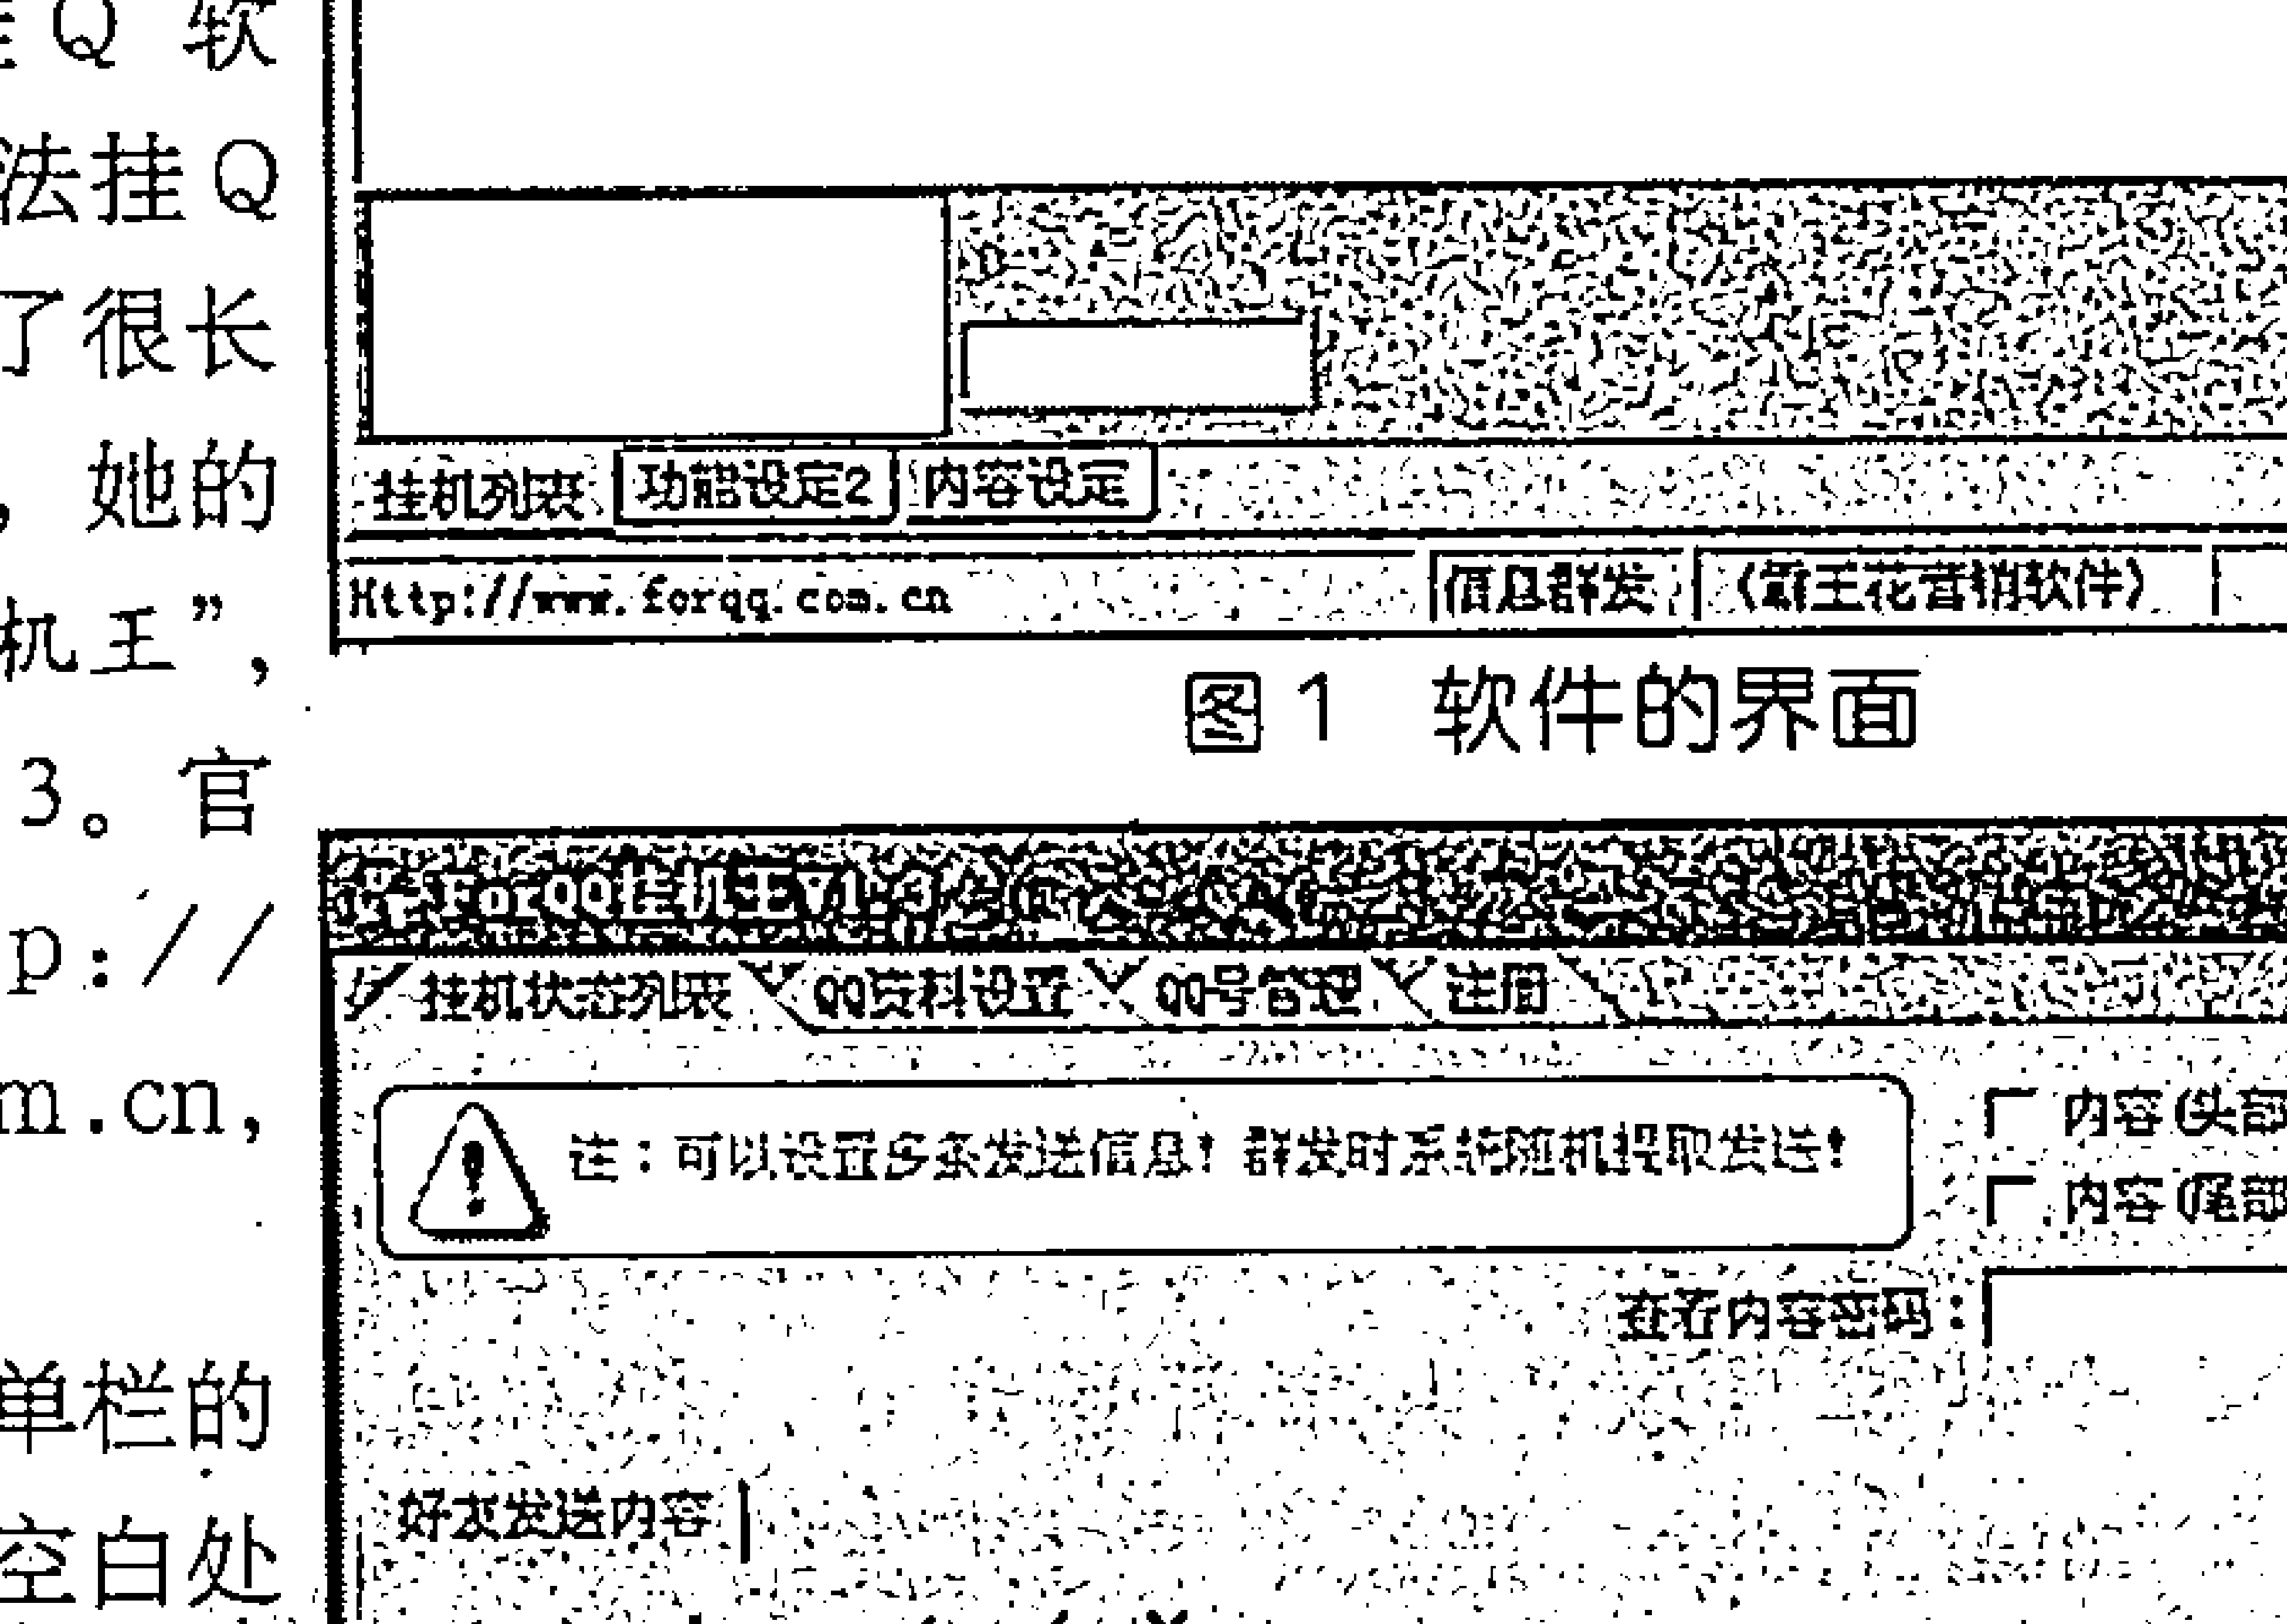 Q 软
法挂Q
了很长
，她的
机王”，
3。官
p://
m.cn,
单栏的
空白处
挂机列表 功能设定2 内容设定
Http://www.forqq.com.cn 信息群发 〈霸王花营销软件〉
图1 软件的界面
ForQQ挂机王V1.3
挂机状态列表 QQ资料设置 QQ号管理 注册
注：可以设置多条发送信息！群发时系统随机提取发送！
内容(头部
内容(尾部
查看内容密码：
好友发送内容